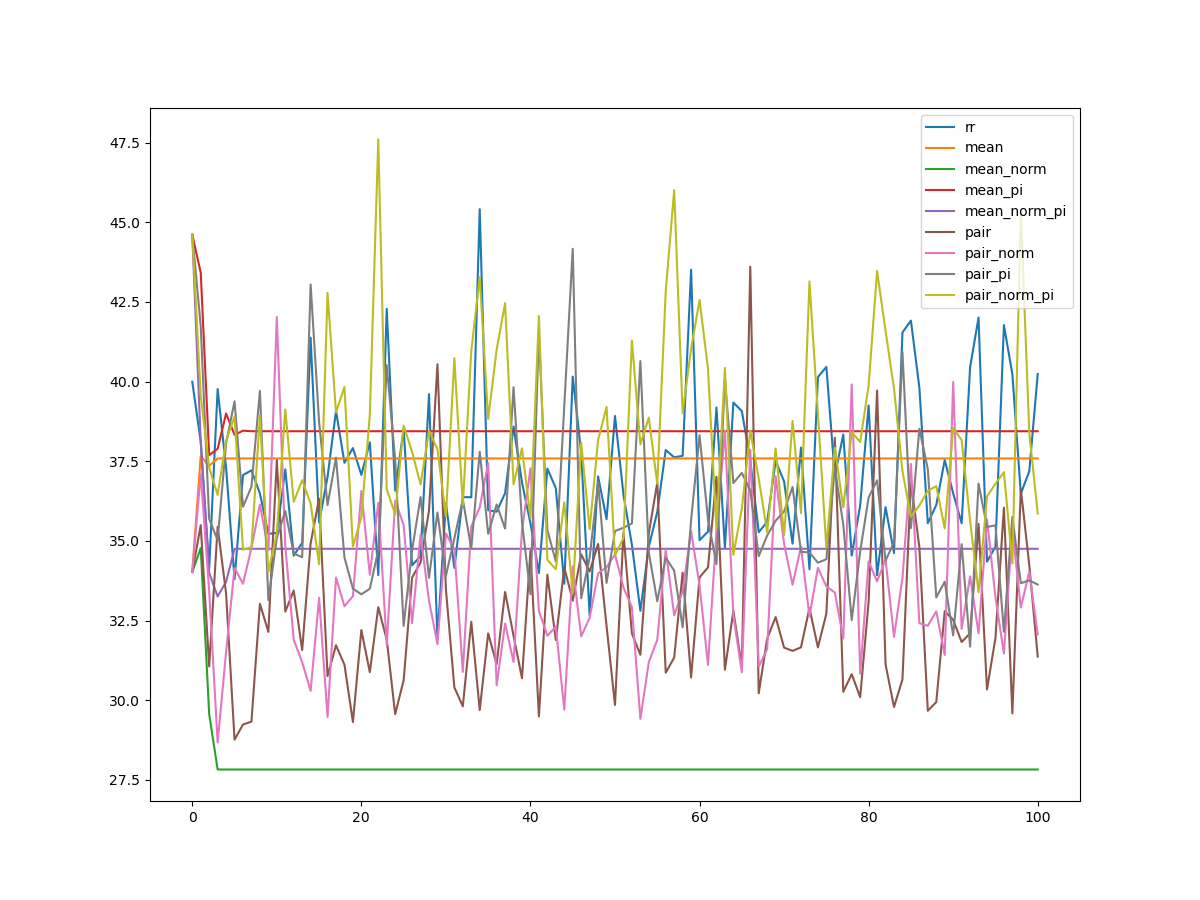 47.5
45.0
42.5
40.0
37.5
35.0
32.5
30.0
27.5
0 20 40 60 80 100
rr
mean
mean_norm
mean_pi
mean_norm_pi
pair
pair_norm
pair_pi
pair_norm_pi